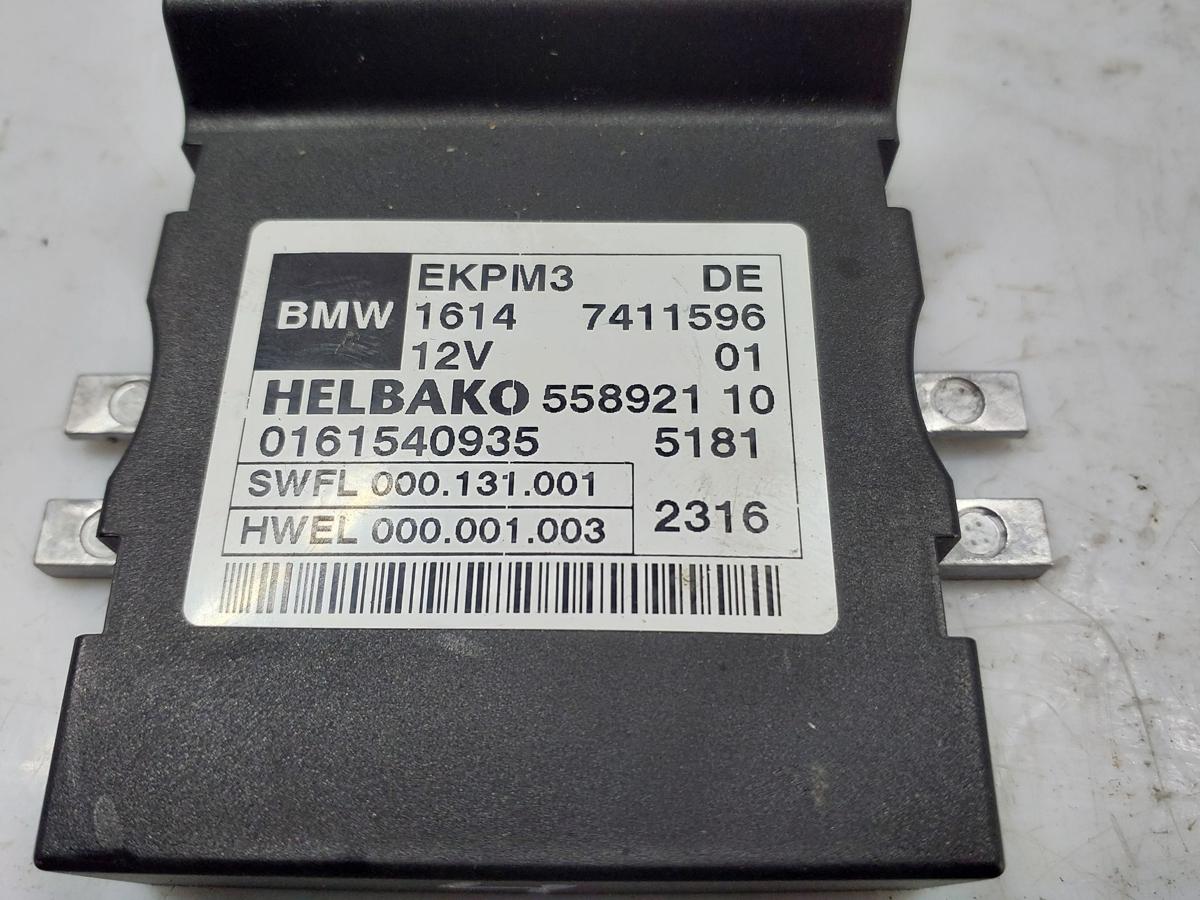 BMW
EKPM3 DE
1614 7411596
12V 01
HELBAKO 558921 10
0161540935 5181
SWFL 000.131.001
HWEL 000.001.003
2316